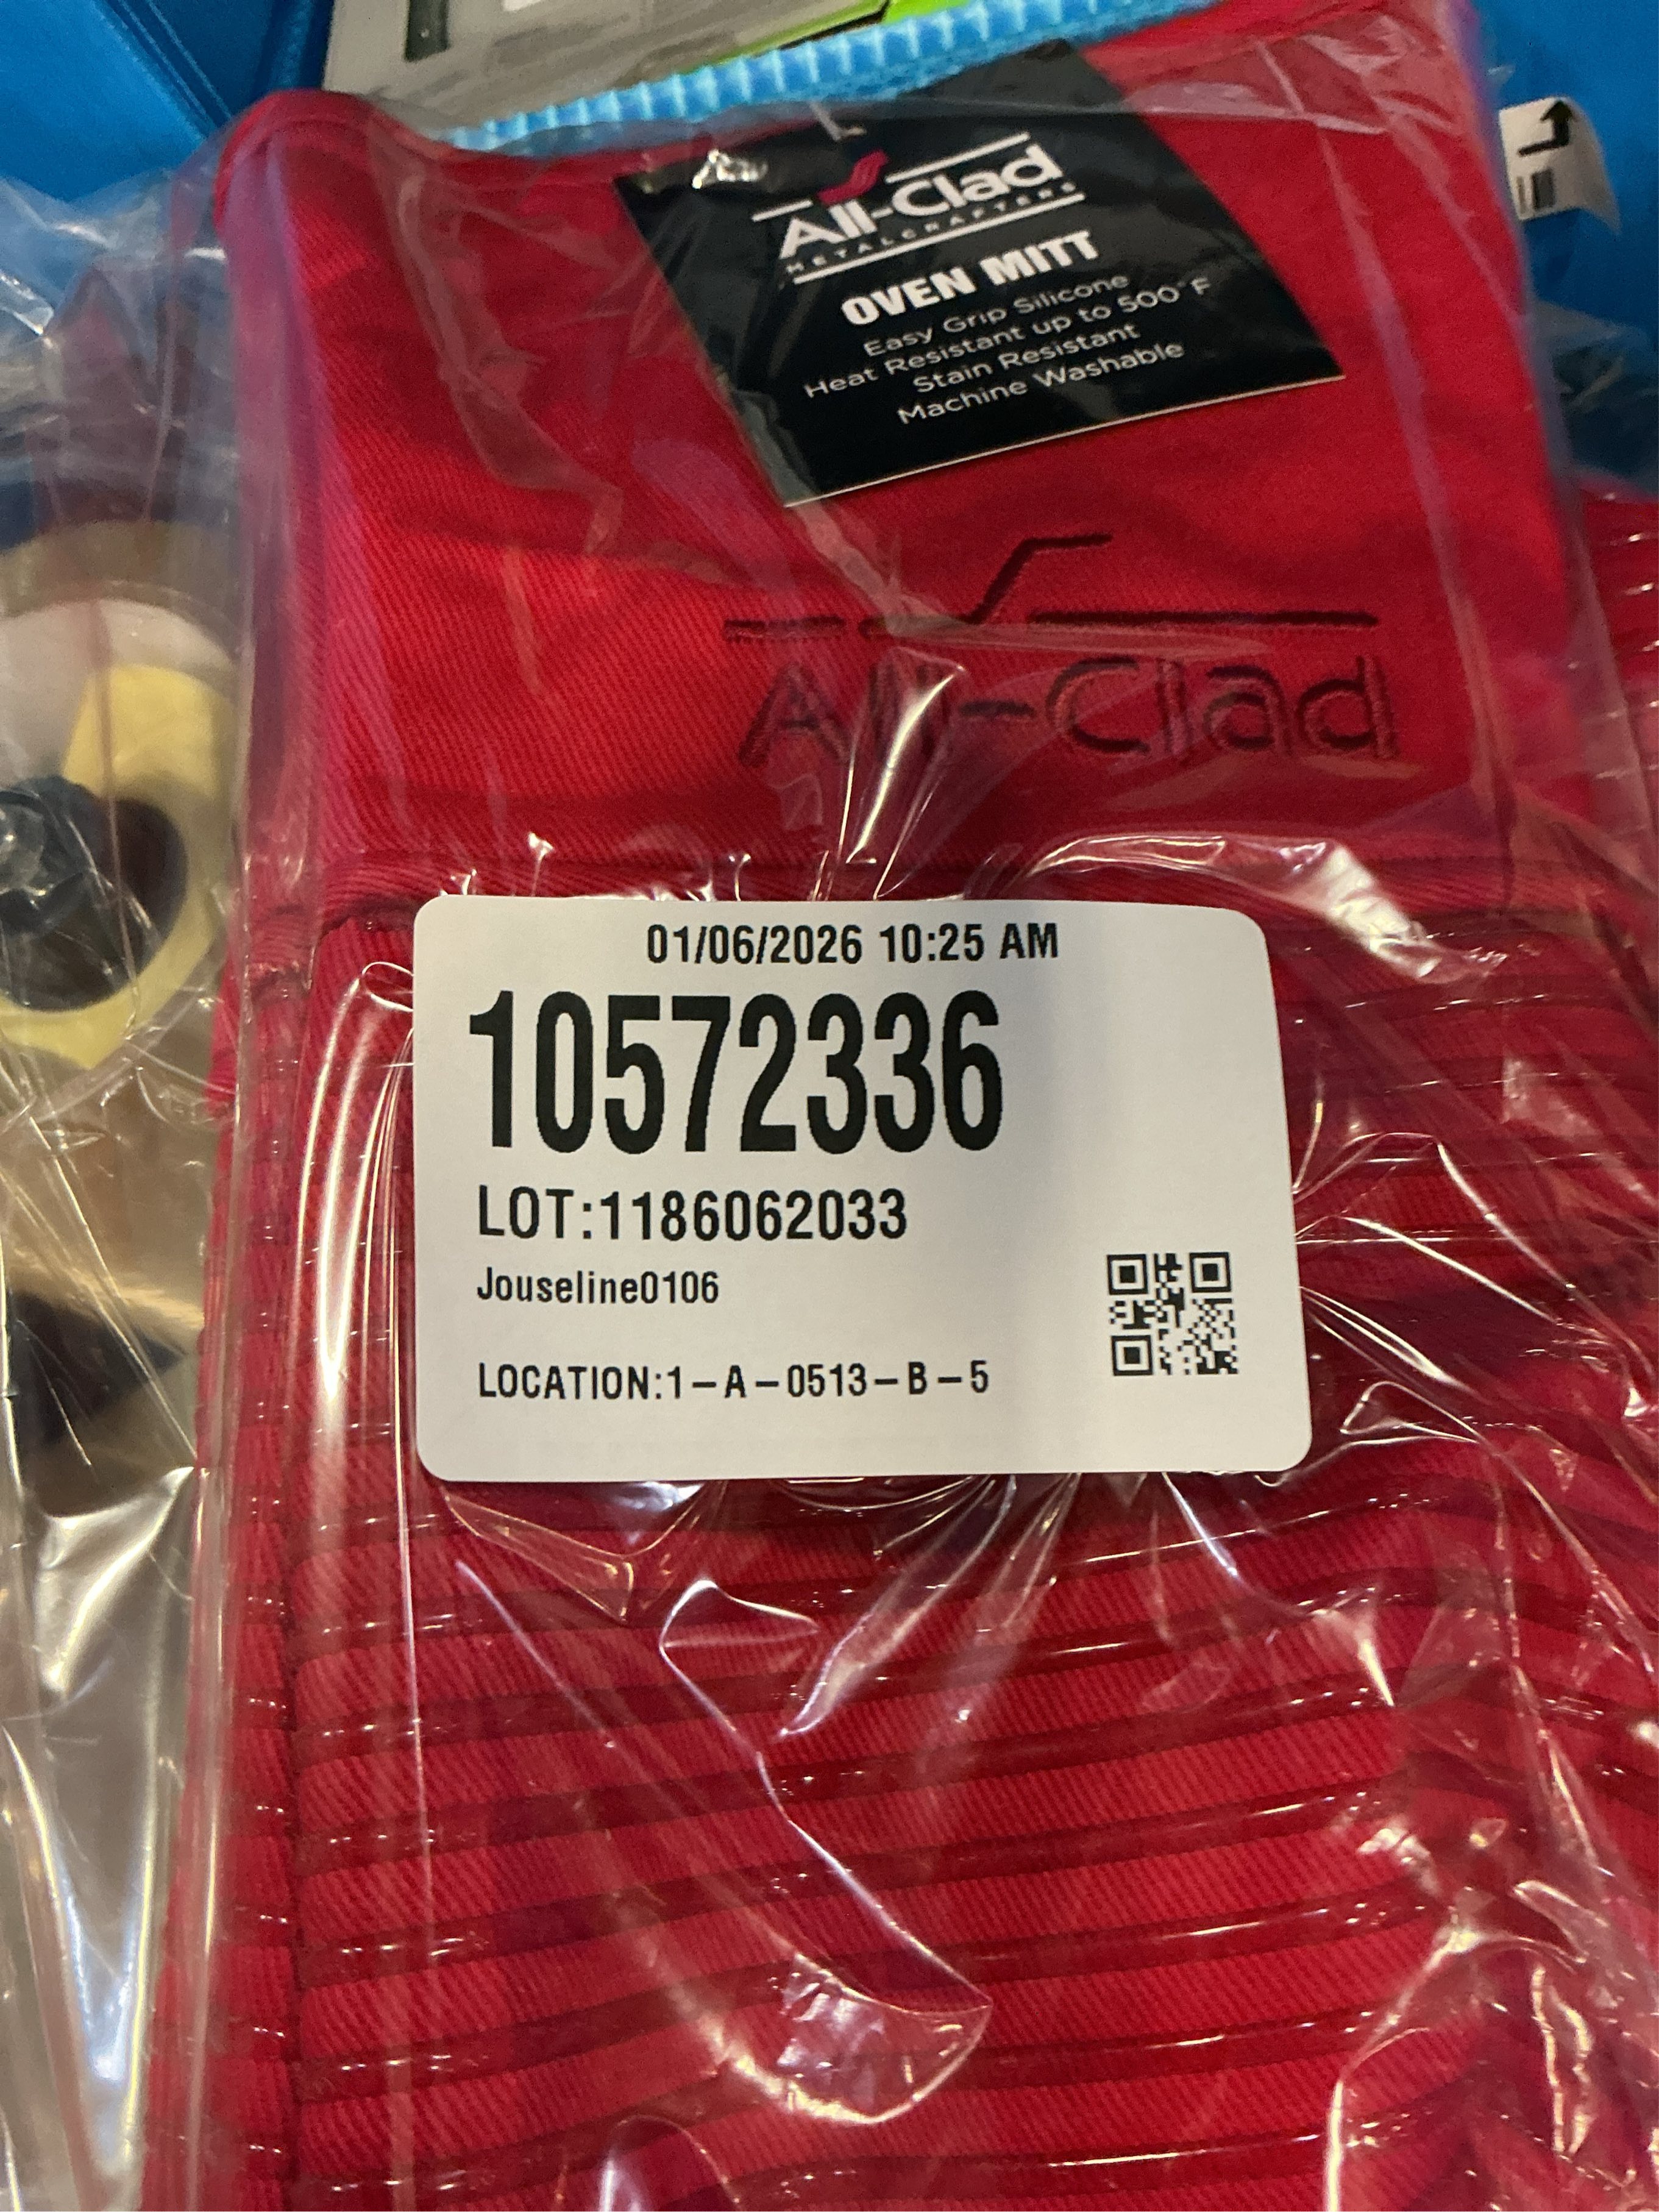 All-Clad
METALCRAFTERS
OVEN MITT
Easy Grip Silicone
Heat Resistant up to 500°F
Stain Resistant
Machine Washable
All-Clad
01/06/2026 10:25 AM
10572336
LOT:1186062033
Jouseline0106
LOCATION:1-A-0513-B-5